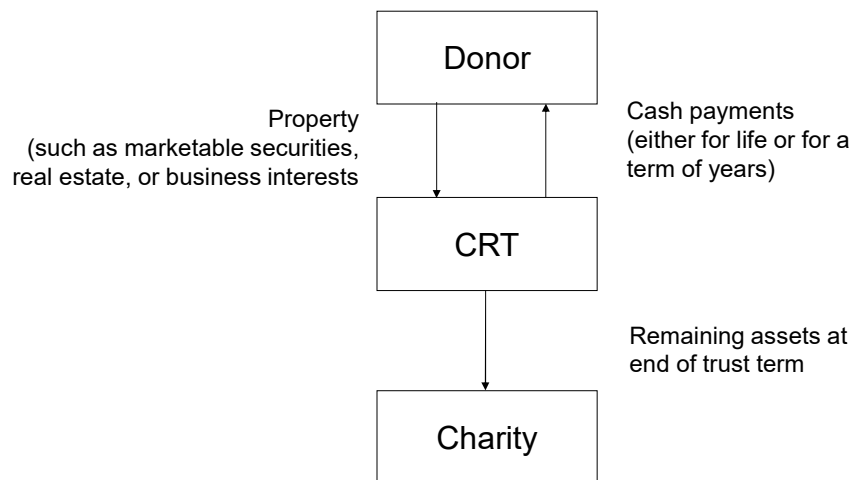 Donor
Property
(such as marketable securities,
real estate, or business interests
Cash payments
(either for life or for a
term of years)
CRT
Remaining assets at
end of trust term
Charity